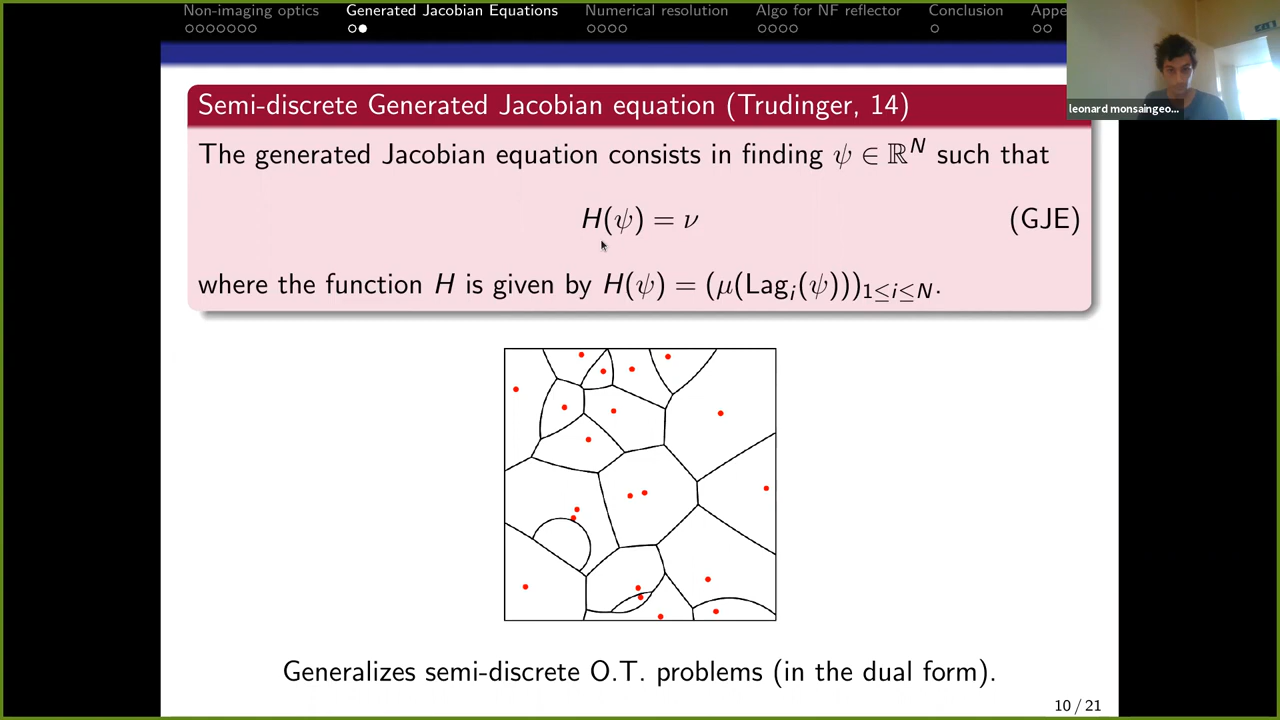 Non-imaging optics Generated Jacobian Equations Numerical resolution Algo for NF reflector Conclusion Appe
leonard monsaingeo...
Semi-discrete Generated Jacobian equation (Trudinger, 14)
The generated Jacobian equation consists in finding ψ ∈ ℝ^N such that
H(ψ) = ν (GJE)
where the function H is given by H(ψ) = (μ(Lag_i(ψ)))_{1≤i≤N}.
Generalizes semi-discrete O.T. problems (in the dual form).
10 / 21